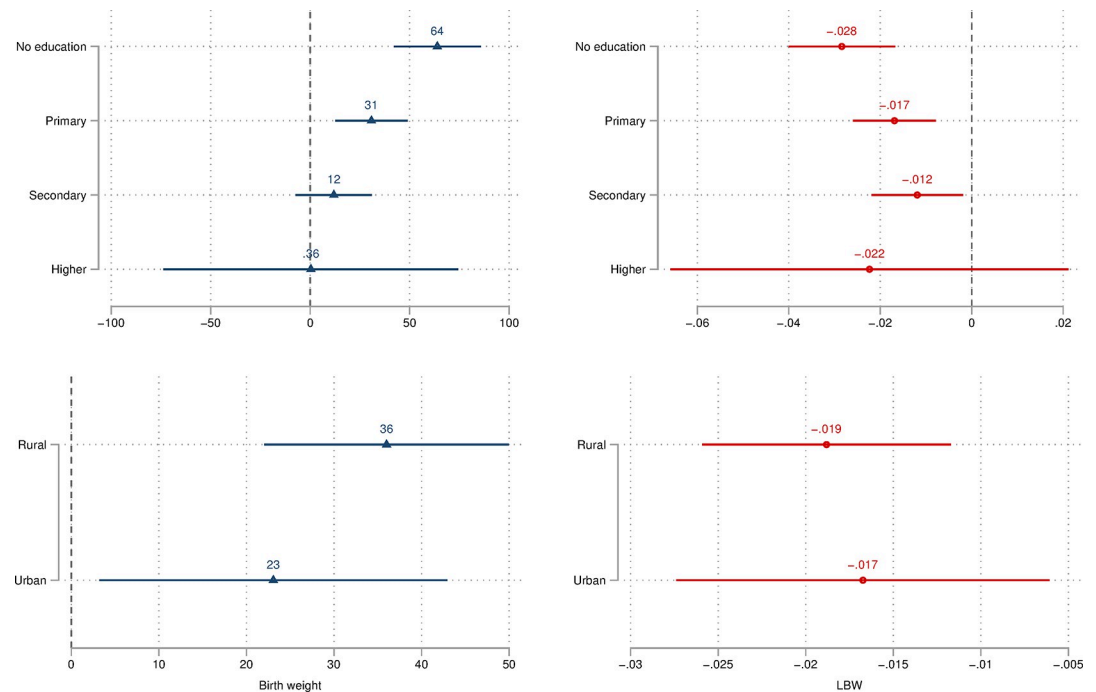 64
No education
31
Primary
12
Secondary
.36
Higher
−100 −50 0 50 100
−.028
No education
−.017
Primary
−.012
Secondary
−.022
Higher
−.06 −.04 −.02 0 .02
36
Rural
23
Urban
0 10 20 30 40 50
Birth weight
−.019
Rural
−.017
Urban
−.03 −.025 −.02 −.015 −.01 −.005
LBW